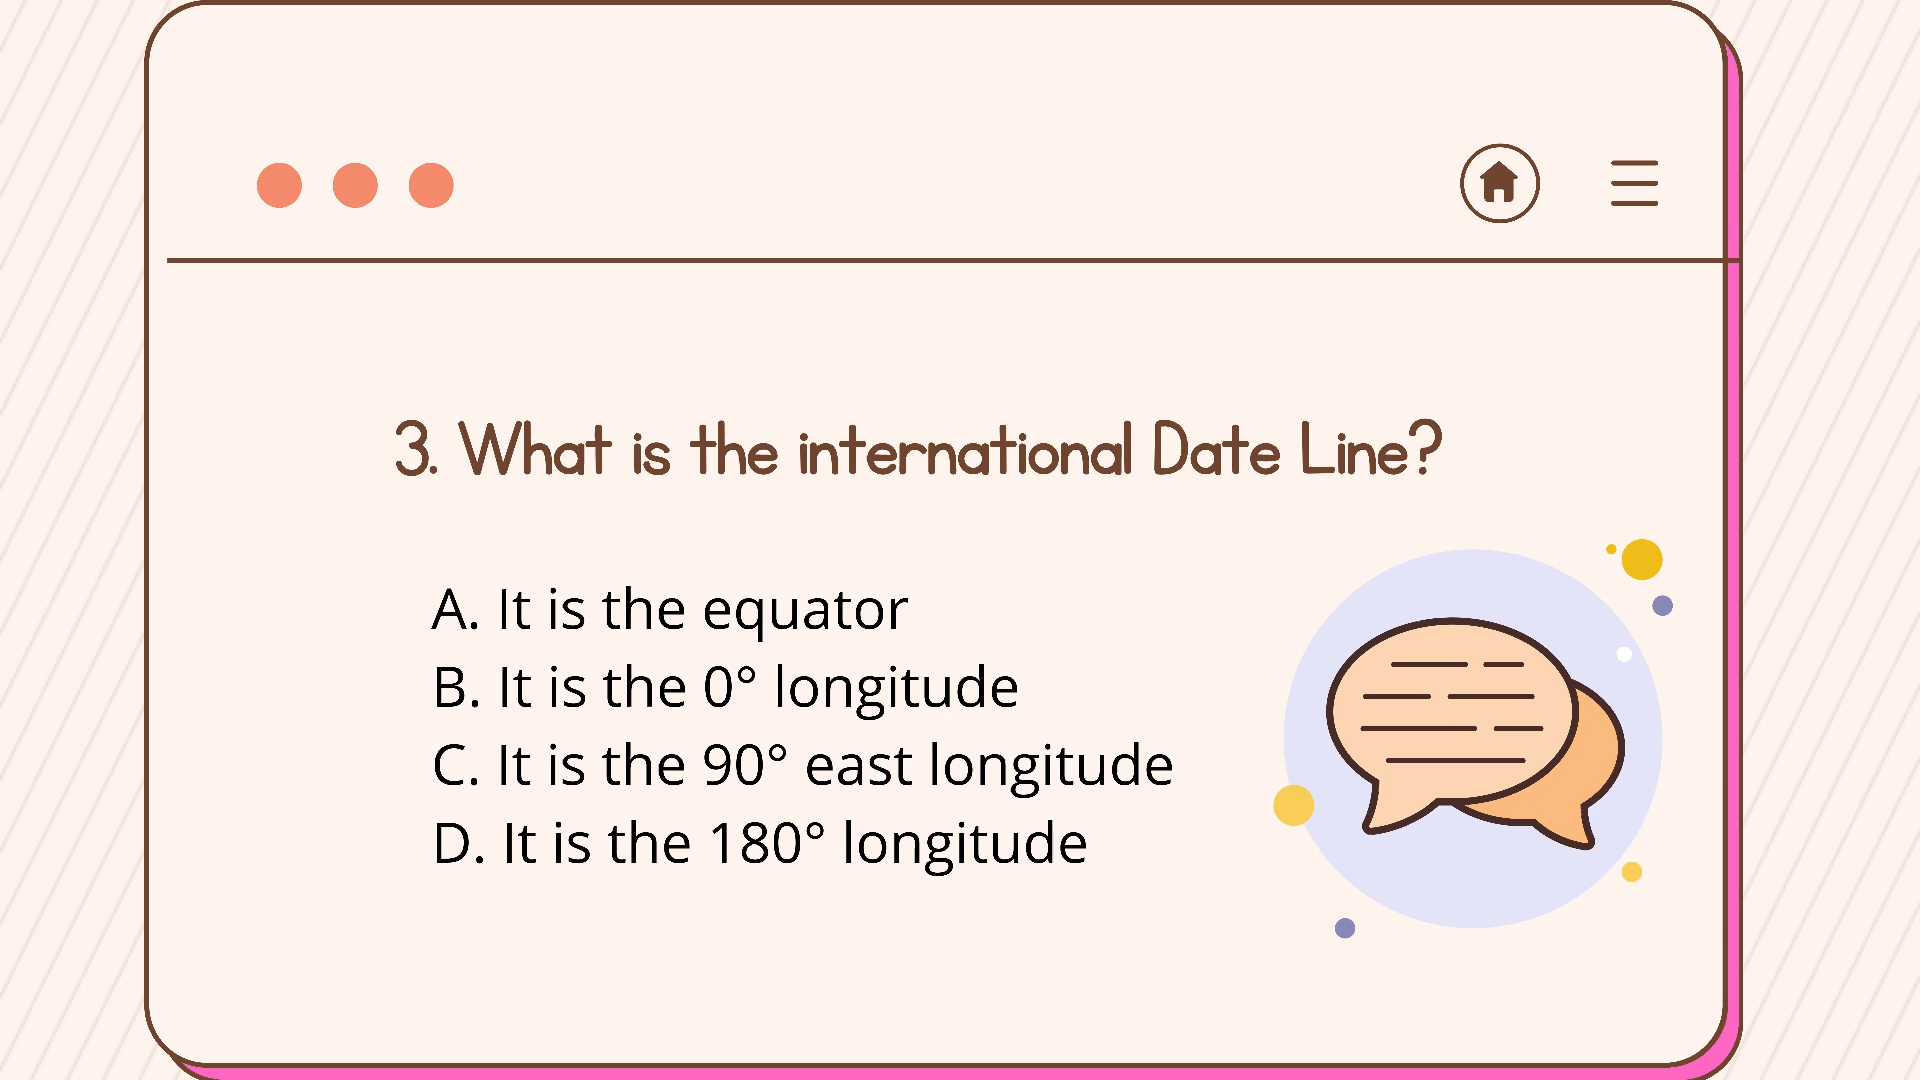 3. What is the international Date Line?
A. It is the equator
B. It is the 0° longitude
C. It is the 90° east longitude
D. It is the 180° longitude